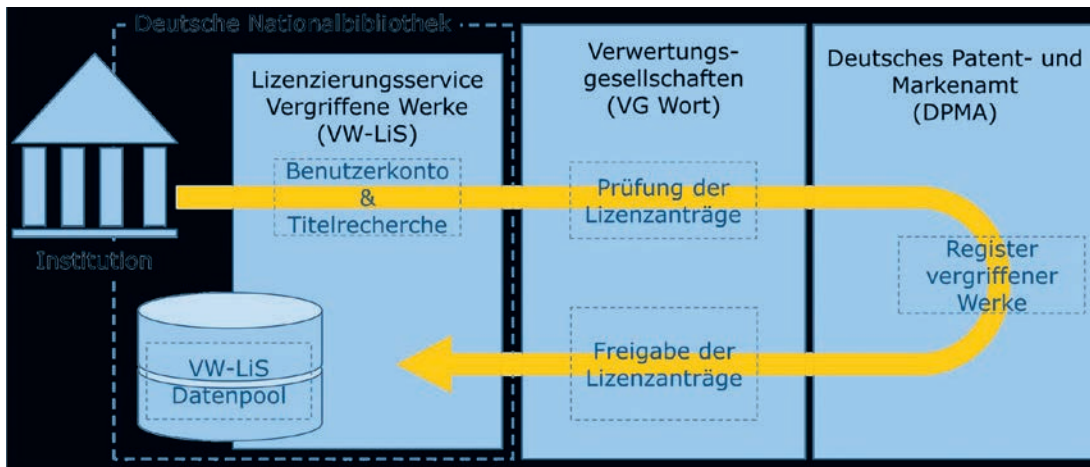 Deutsche Nationalbibliothek
Lizenzierungsservice
Vergriffene Werke
(VW-LiS)
Verwertungs-
gesellschaften
(VG Wort)
Deutsches Patent- und
Markenamt
(DPMA)
Benutzerkonto
&
Titelrecherche
Prüfung der
Lizenzanträge
Register
vergriffener
Werke
Institution
VW-LiS
Datenpool
Freigabe der
Lizenzanträge